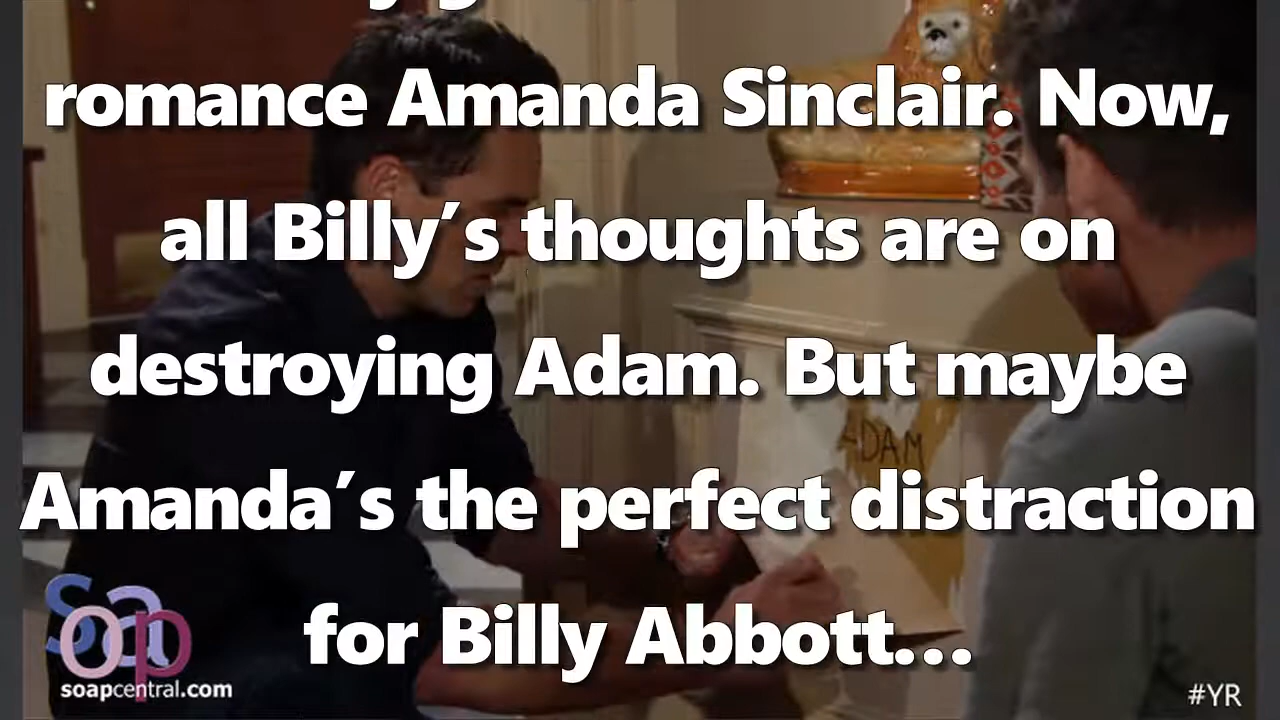 romance Amanda Sinclair. Now,
all Billy´s thoughts are on
destroying Adam. But maybe
ADAM
Amanda´s the perfect distraction
for Billy Abbott...
soap
soapcentral.com
#YR